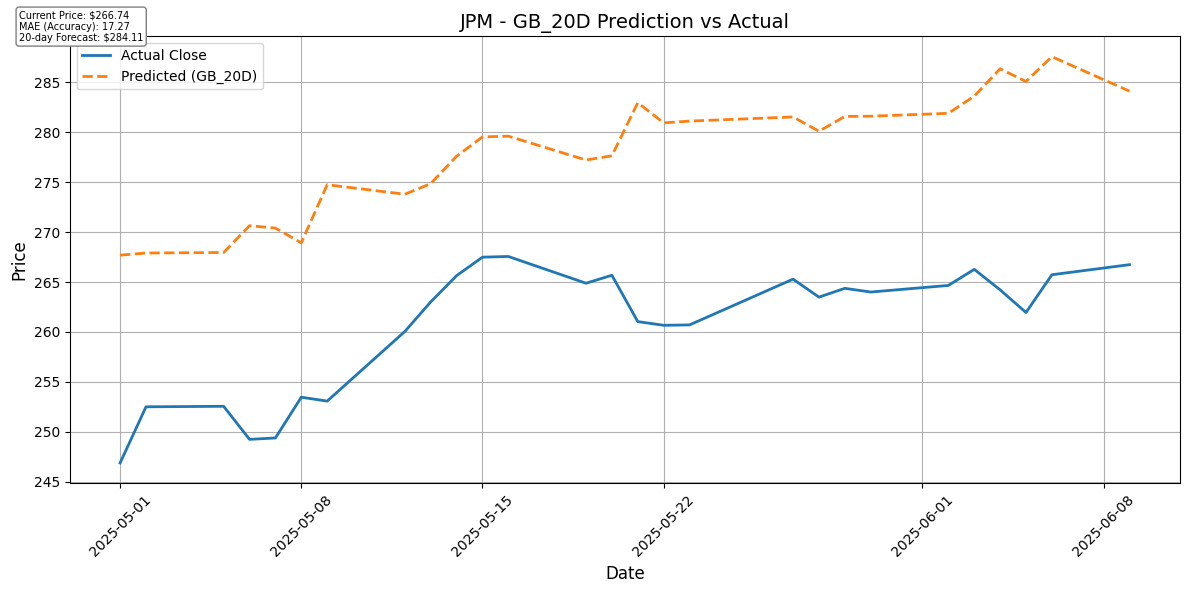 JPM - GB_20D Prediction vs Actual
Current Price: $266.74
MAE (Accuracy): 17.27
20-day Forecast: $284.11
Actual Close
Predicted (GB_20D)
Price
285
280
275
270
265
260
255
250
245
2025-05-01
2025-05-08
2025-05-15
2025-05-22
2025-06-01
2025-06-08
Date